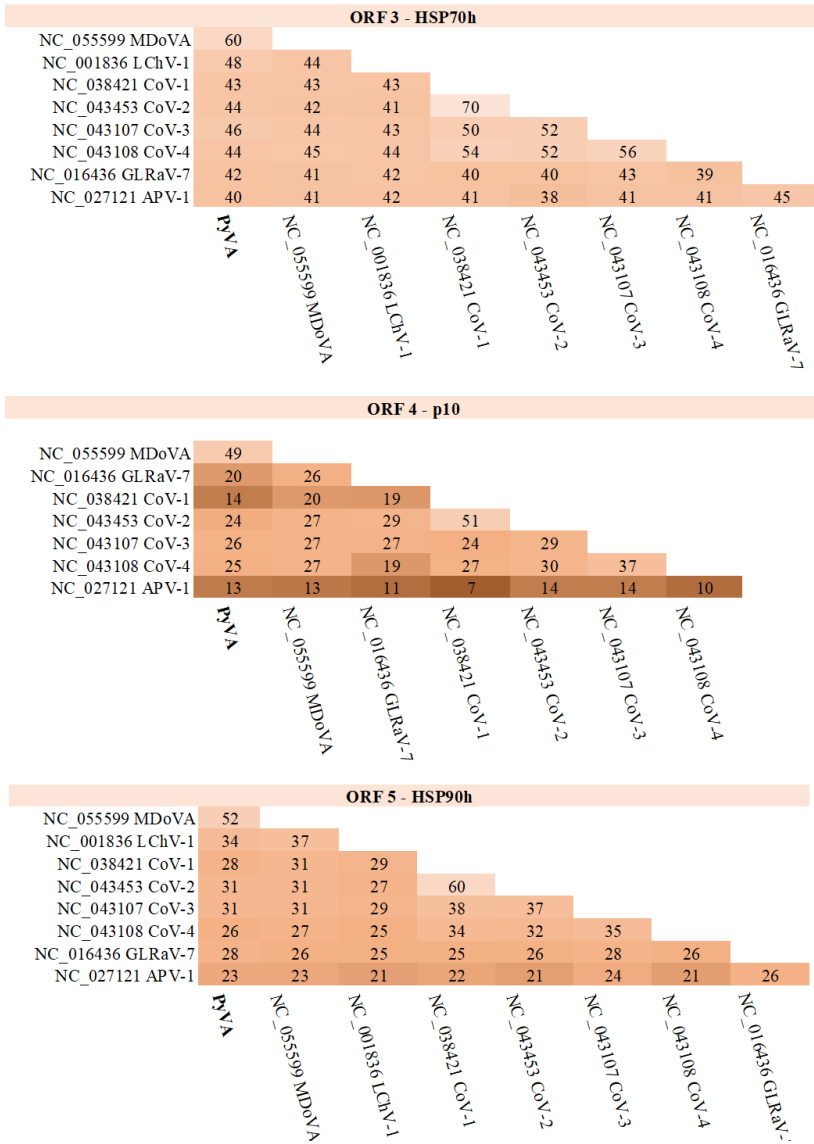 ORF 3 - HSP70h
NC_055599 MDoVA 60
NC_001836 LChV-1 48 44
NC_038421 CoV-1 43 43 43
NC_043453 CoV-2 44 42 41 70
NC_043107 CoV-3 46 44 43 50 52
NC_043108 CoV-4 44 45 44 54 52 56
NC_016436 GLRaV-7 42 41 42 40 40 43 39
NC_027121 APV-1 40 41 42 41 38 41 41 45
PyVA
NC_055599 MDoVA
NC_001836 LChV-1
NC_038421 CoV-1
NC_043453 CoV-2
NC_043107 CoV-3
NC_043108 CoV-4
NC_016436 GLRaV-7
ORF 4 - p10
NC_055599 MDoVA 49
NC_016436 GLRaV-7 20 26
NC_038421 CoV-1 14 20 19
NC_043453 CoV-2 24 27 29 51
NC_043107 CoV-3 26 27 27 24 29
NC_043108 CoV-4 25 27 19 27 30 37
NC_027121 APV-1 13 13 11 7 14 14 10
PyVA
NC_055599 MDoVA
NC_016436 GLRaV-7
NC_038421 CoV-1
NC_043453 CoV-2
NC_043107 CoV-3
NC_043108 CoV-4
ORF 5 - HSP90h
NC_055599 MDoVA 52
NC_001836 LChV-1 34 37
NC_038421 CoV-1 28 31 29
NC_043453 CoV-2 31 31 27 60
NC_043107 CoV-3 31 31 29 38 37
NC_043108 CoV-4 26 27 25 34 32 35
NC_016436 GLRaV-7 28 26 25 25 26 28 26
NC_027121 APV-1 23 23 21 22 21 24 21 26
PyVA
NC_055599 MDoVA
NC_001836 LChV-1
NC_038421 CoV-1
NC_043453 CoV-2
NC_043107 CoV-3
NC_043108 CoV-4
NC_016436 GLRaV-